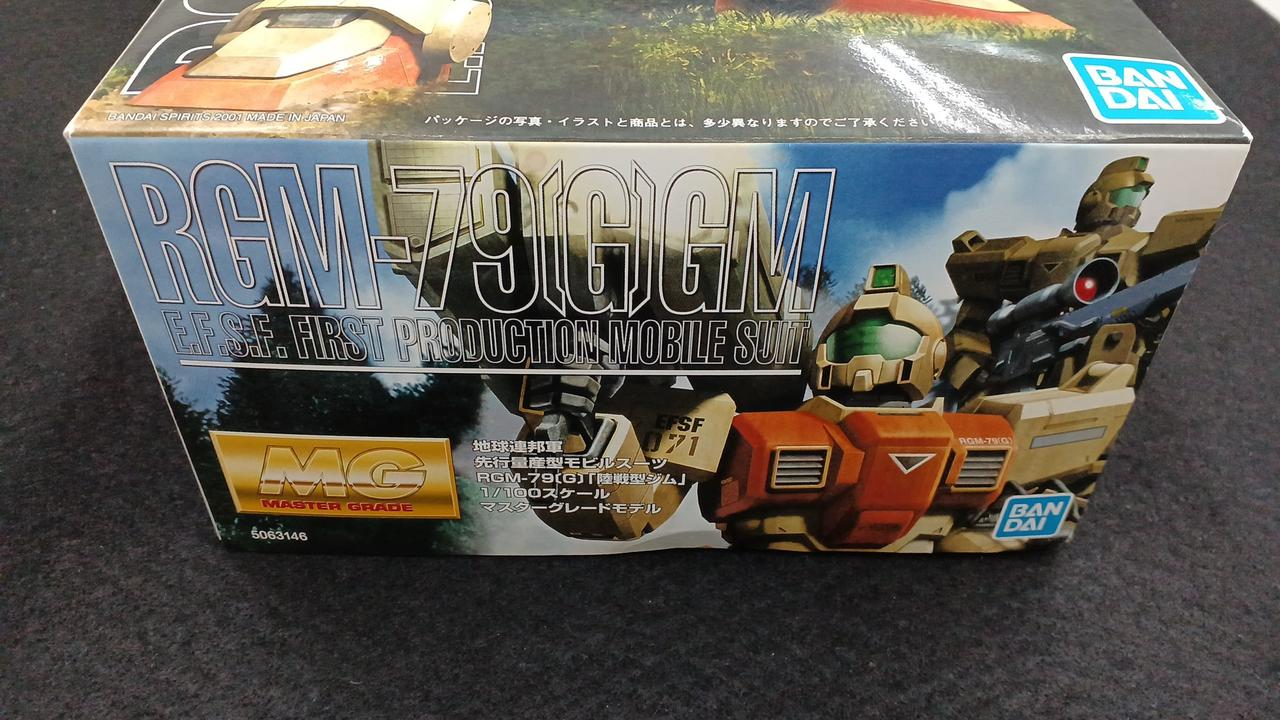 BANDAI SPIRITS 2001 MADE IN JAPAN
パッケージの写真・イラストと商品とは、多少異なりますのでご了承ください
BAN
DAI
RGM-79[G]GM
E.F.S.F. FIRST PRODUCTION MOBILE SUIT
EFSF
071
RGM-79[G]
MG
MASTER GRADE
地球連邦軍
先行量産型モビルスーツ
RGM-79[G]「陸戦型ジム」
1/100スケール
マスターグレードモデル
BAN
DAI
5063146